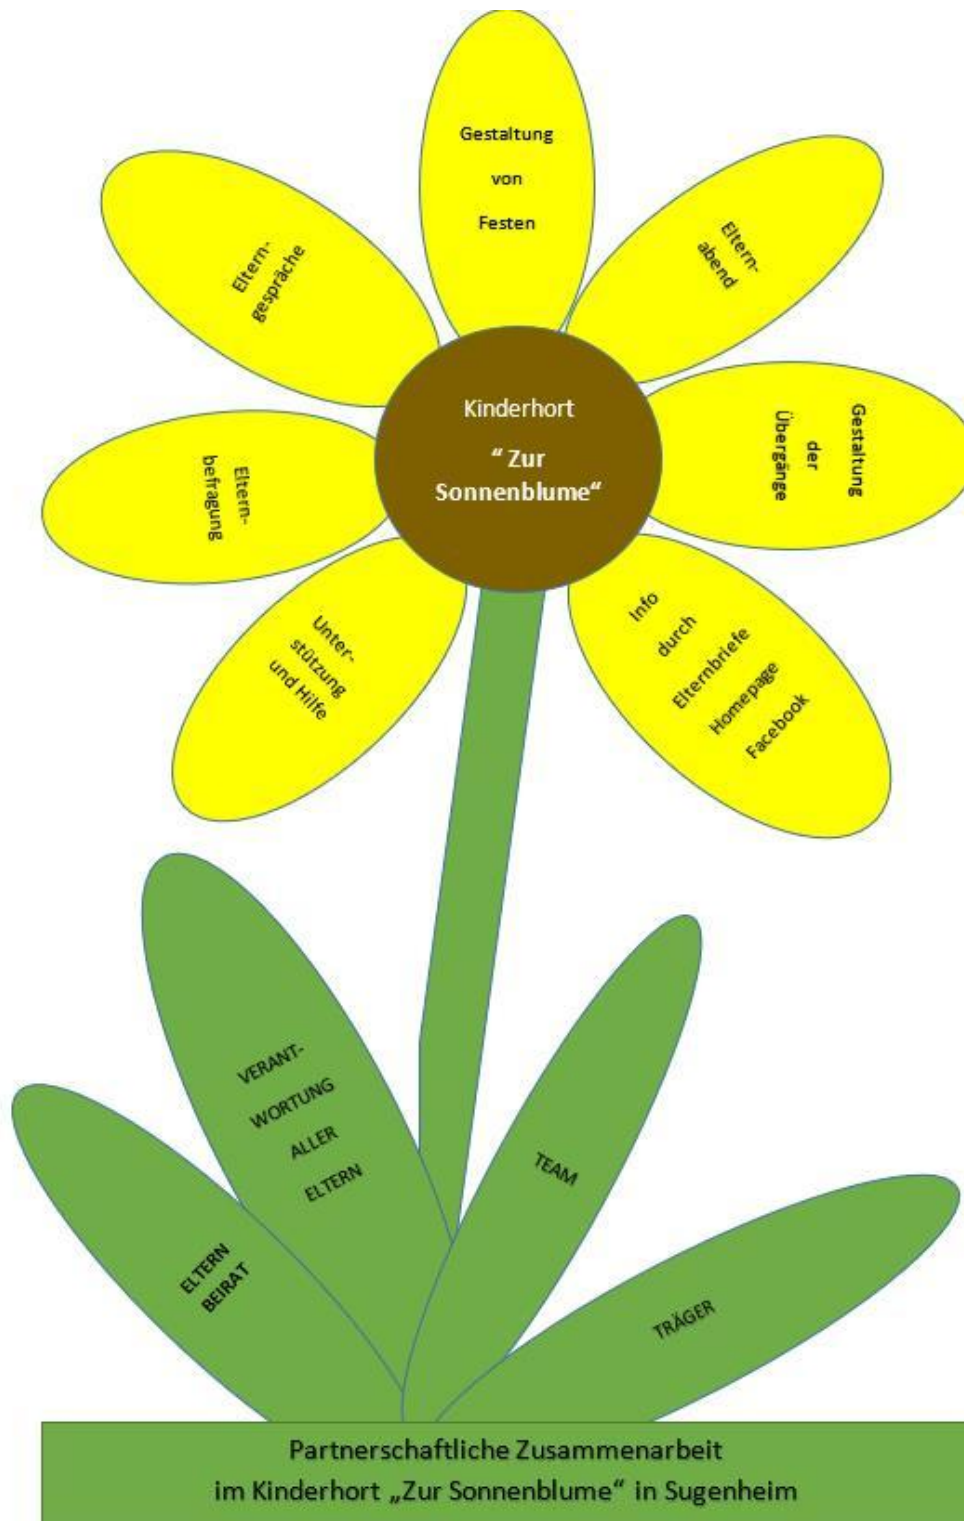 Gestaltung
von
Festen
Eltern-
abend
Eltern-
gespräche
Kinderhort
“ Zur
Sonnenblume“
Gestaltung
der
Übergänge
Eltern-
befragung
Info
durch
Elternbriefe
Homepage
Facebook
Unter-
stützung
und Hilfe
VERANT-
WORTUNG
ALLER
ELTERN
TEAM
ELTERN
BEIRAT
TRÄGER
Partnerschaftliche Zusammenarbeit
im Kinderhort „Zur Sonnenblume“ in Sugenheim